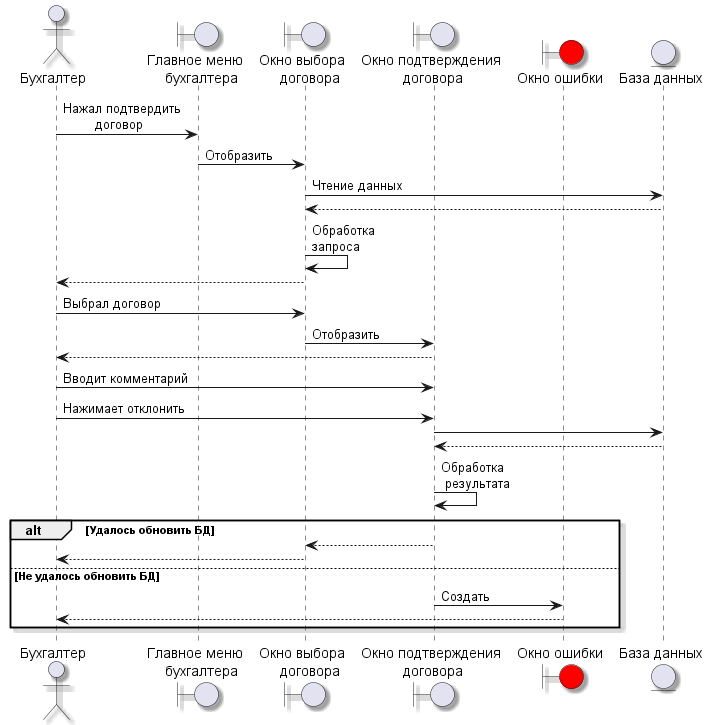 Бухгалтер
Главное меню
бухгалтера
Окно выбора
договора
Окно подтверждения
договора
Окно ошибки
База данных
Нажал подтвердить
договор
Отобразить
Чтение данных
Обработка
запроса
Выбрал договор
Отобразить
Вводит комментарий
Нажимает отклонить
Обработка
результата
alt
[Удалось обновить БД]
[Не удалось обновить БД]
Создать
Бухгалтер
Главное меню
бухгалтера
Окно выбора
договора
Окно подтверждения
договора
Окно ошибки
База данных